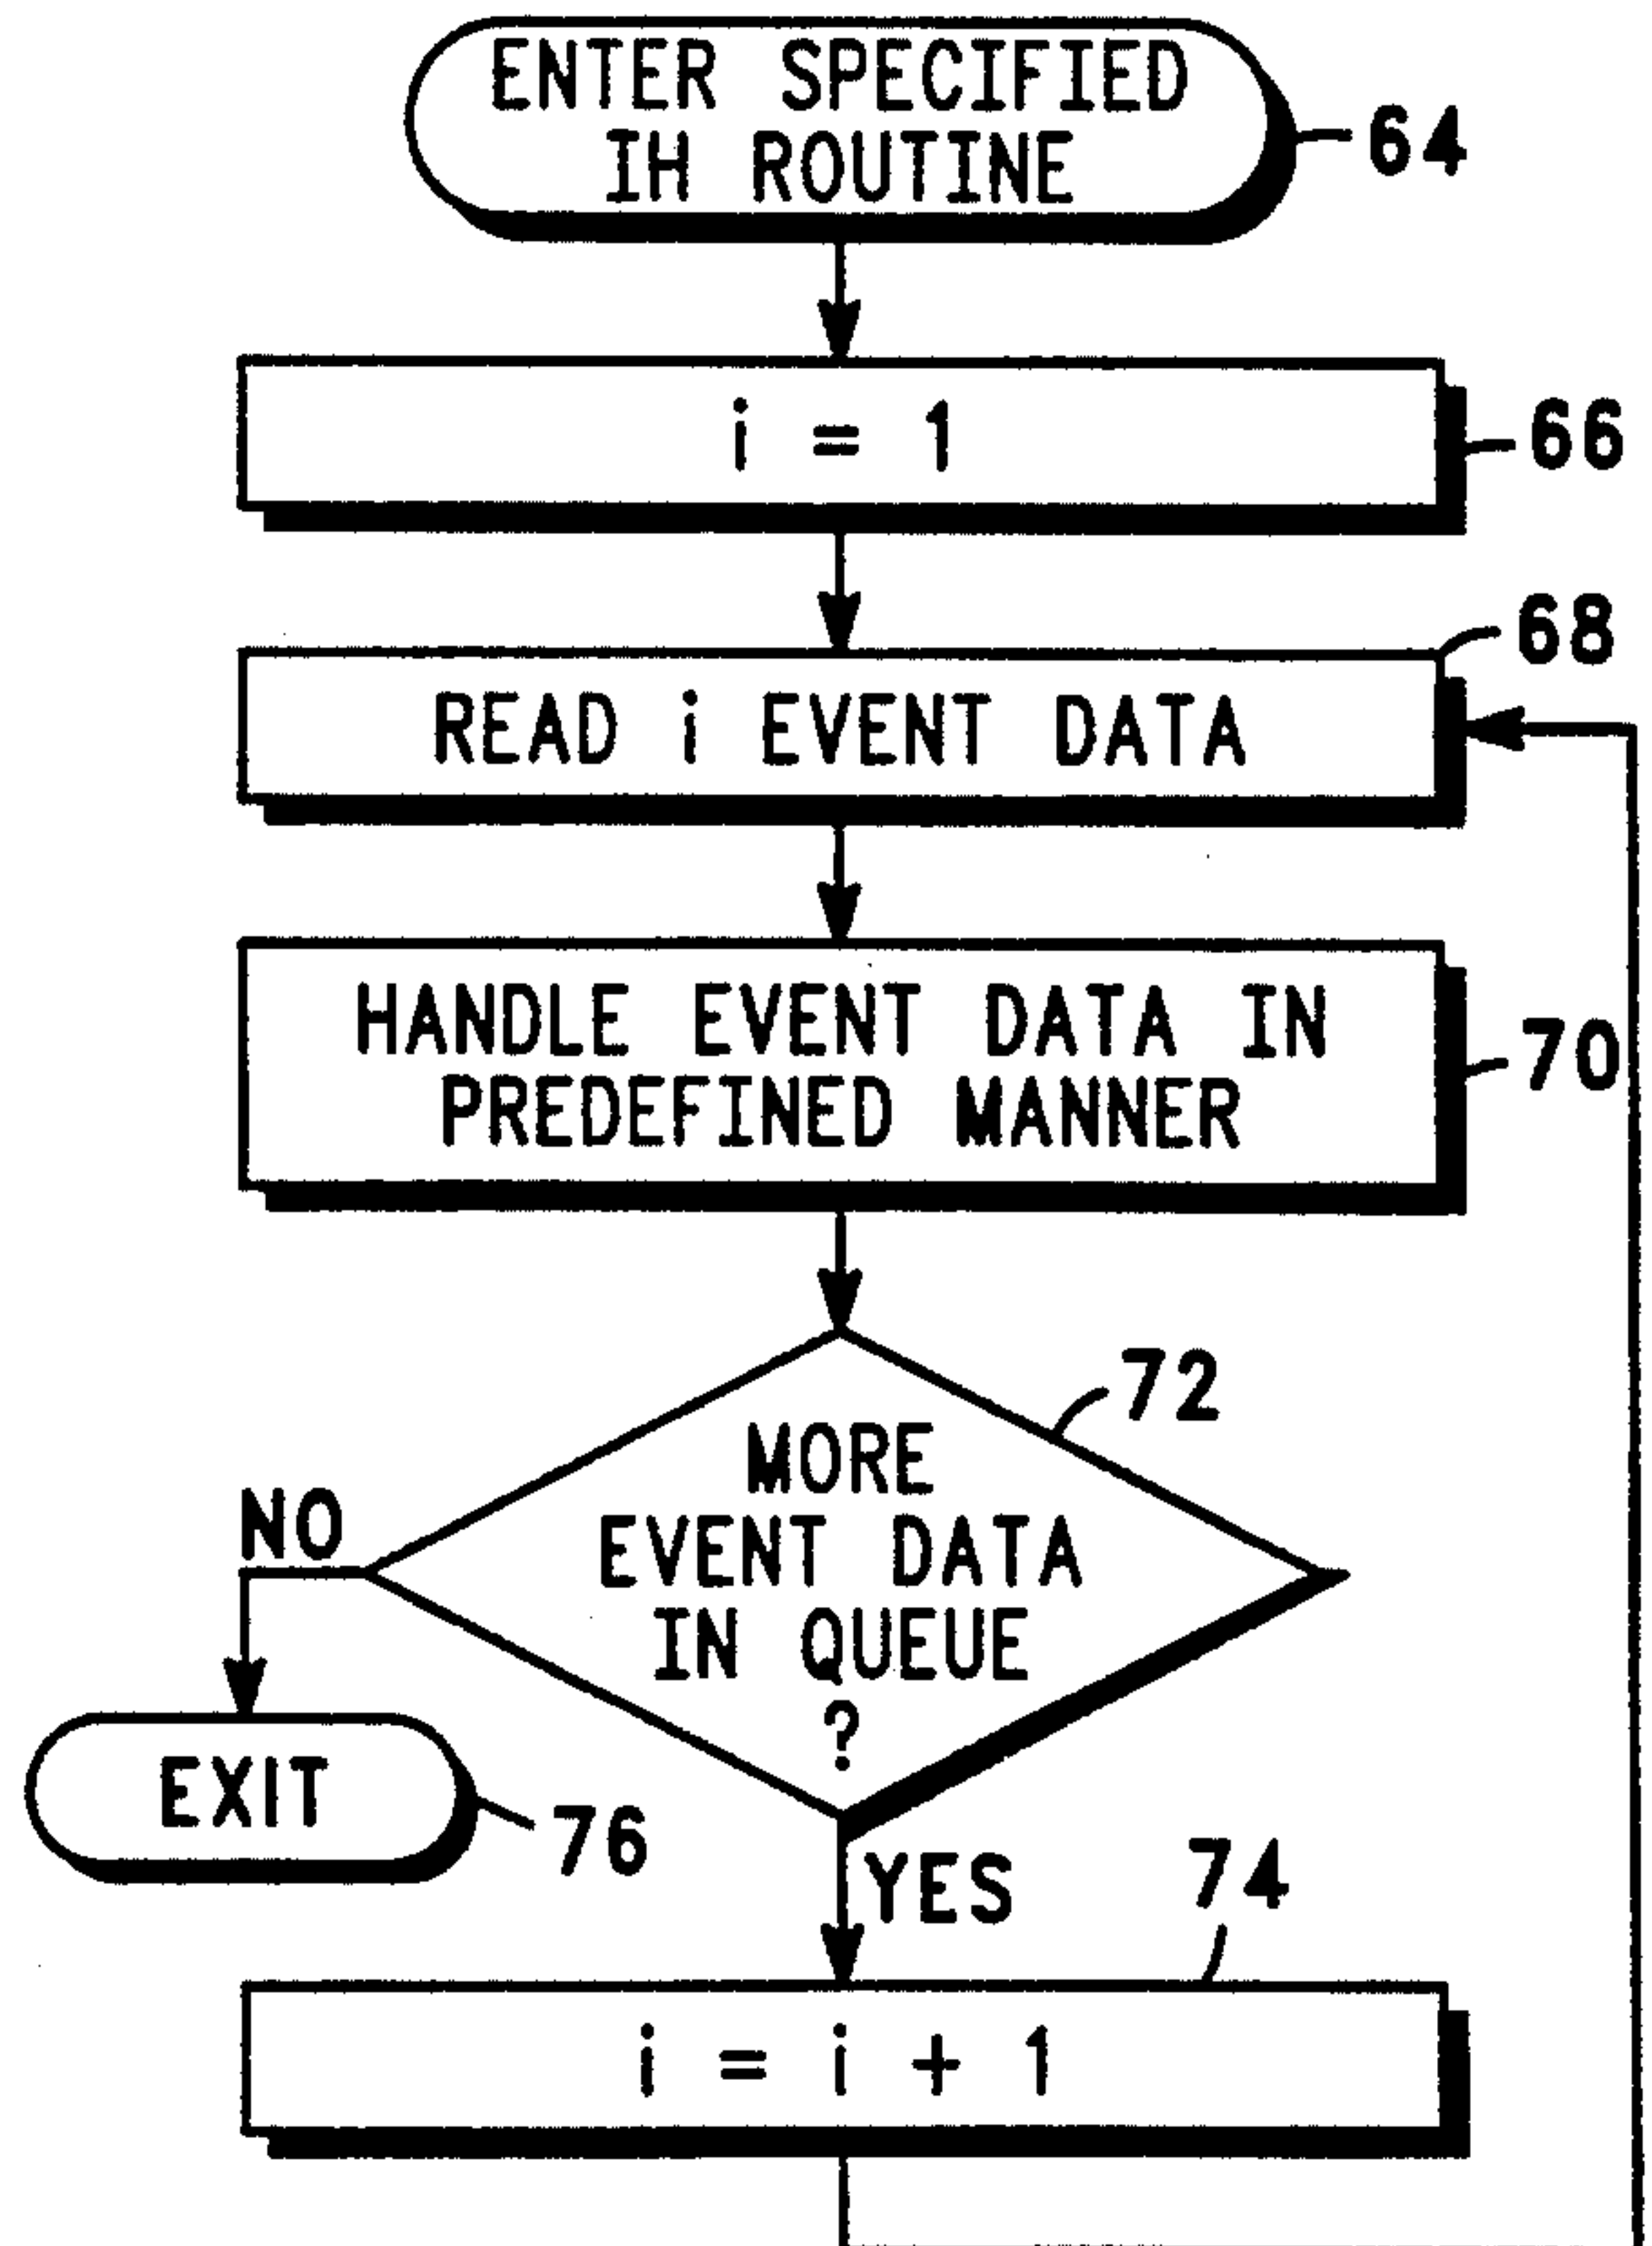 ENTER SPECIFIED
IH ROUTINE
64
i = 1
66
68
READ i EVENT DATA
HANDLE EVENT DATA IN
PREDEFINED MANNER
70
72
MORE
EVENT DATA
IN QUEUE
?
NO
EXIT
76
YES
74
i = i + 1